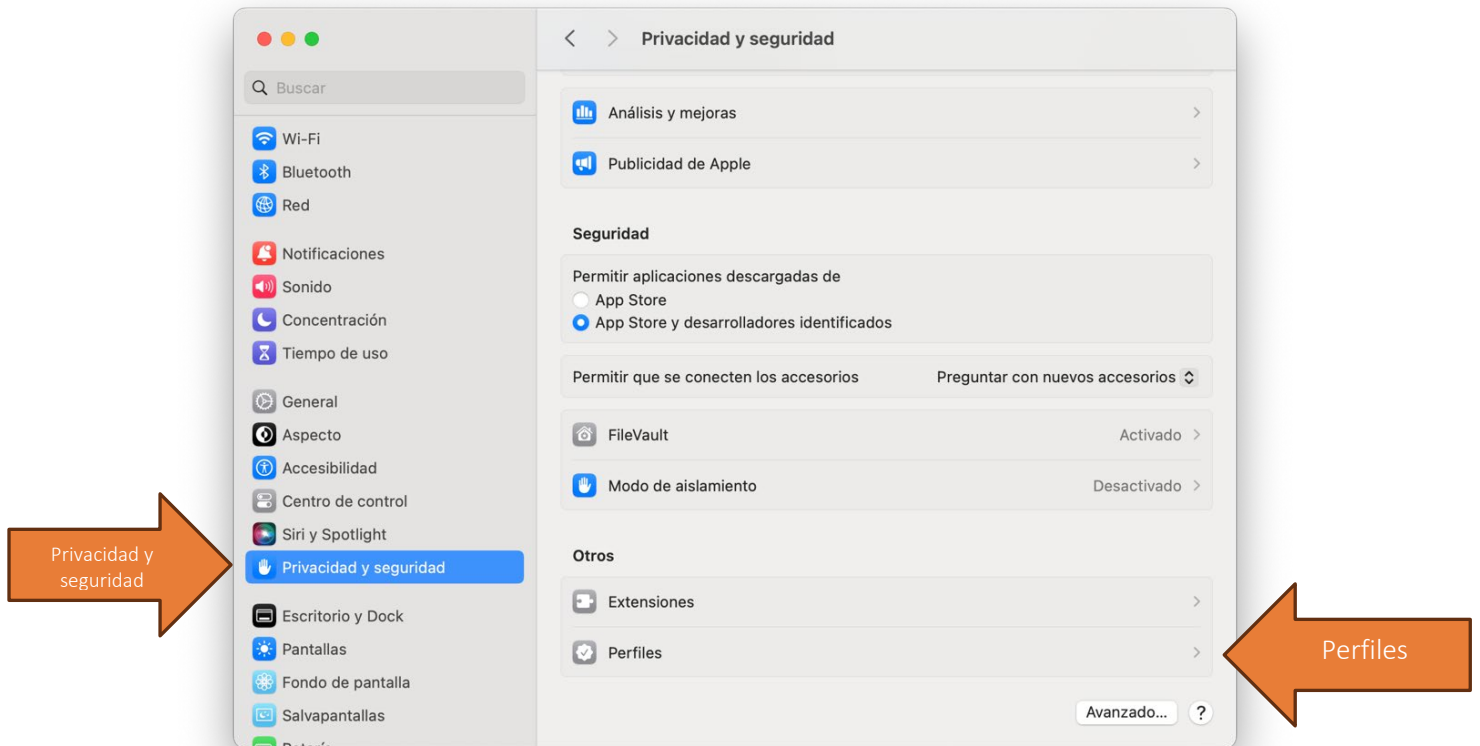 Privacidad y seguridad
Buscar
Wi-Fi
Bluetooth
Red
Notificaciones
Sonido
Concentración
Tiempo de uso
General
Aspecto
Accesibilidad
Centro de control
Siri y Spotlight
Privacidad y seguridad
Escritorio y Dock
Pantallas
Fondo de pantalla
Salvapantallas
Análisis y mejoras
Publicidad de Apple
Seguridad
Permitir aplicaciones descargadas de
App Store
App Store y desarrolladores identificados
Permitir que se conecten los accesorios Preguntar con nuevos accesorios
FileVault Activado
Modo de aislamiento Desactivado
Otros
Extensiones
Perfiles
Avanzado... ?
Privacidad y
seguridad
Perfiles